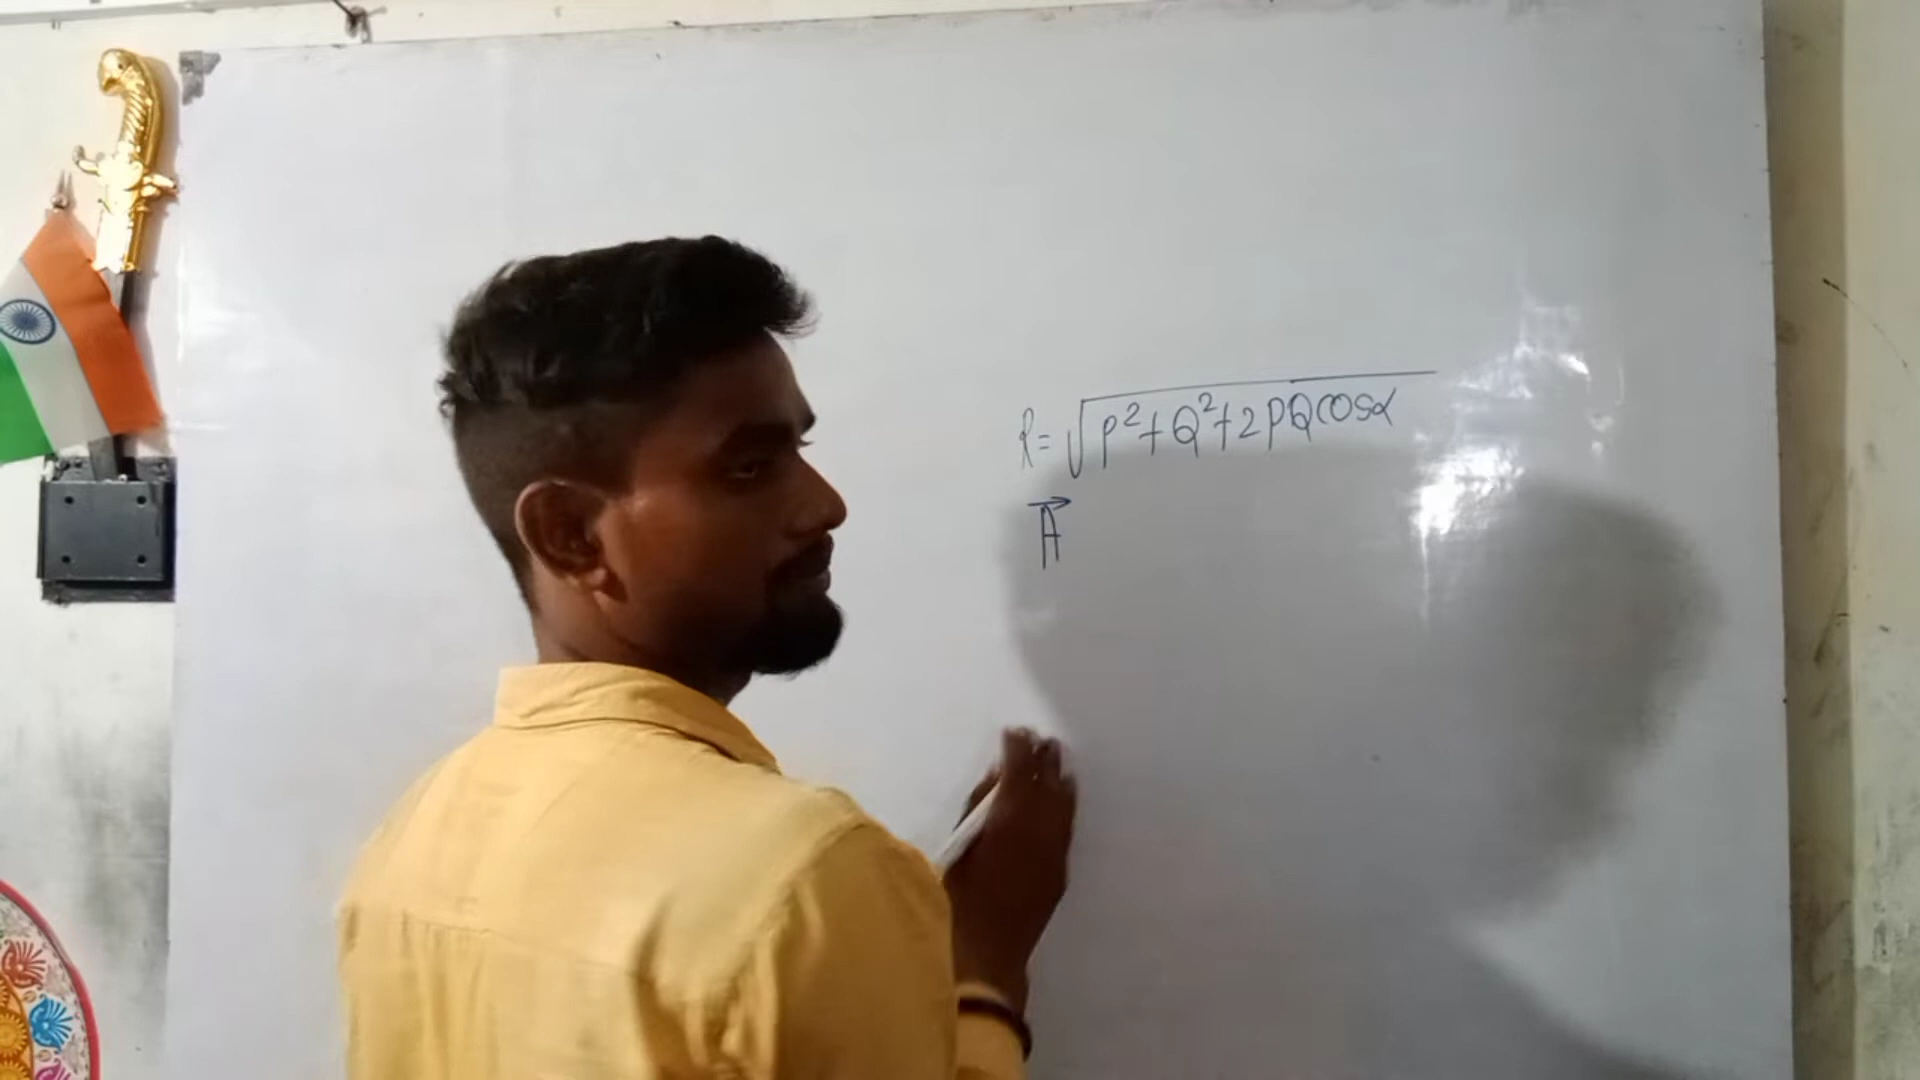 R = √P²+Q²+2PQcosα
A⃗